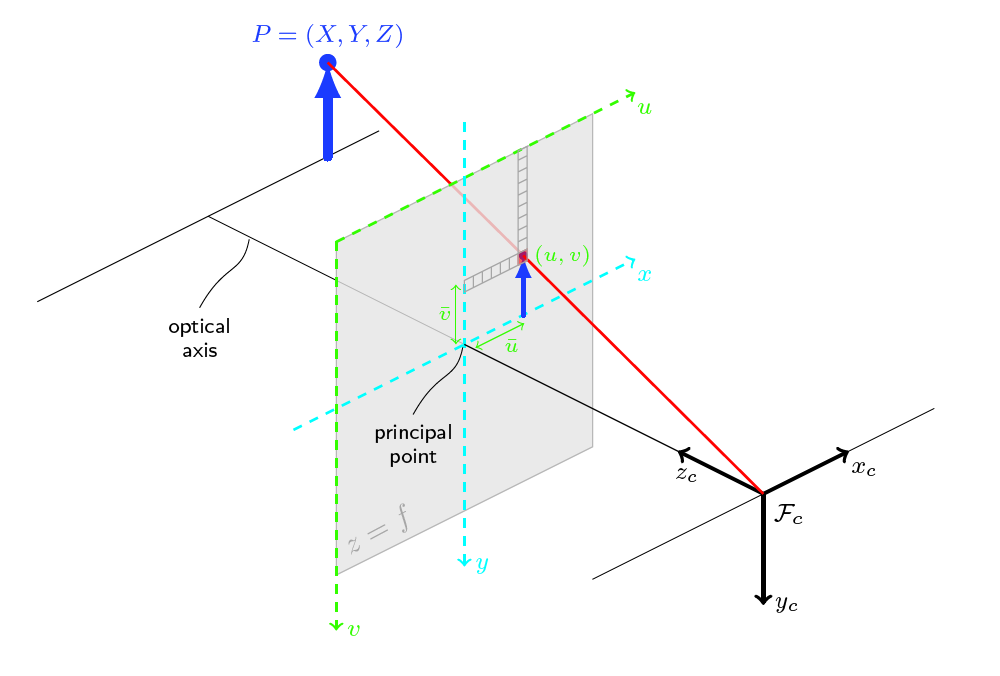 P = (X, Y, Z)
u
(u, v)
x
v̄
ū
optical
axis
principal
point
z_c
x_c
ℱ_c
z = f
y
y_c
v